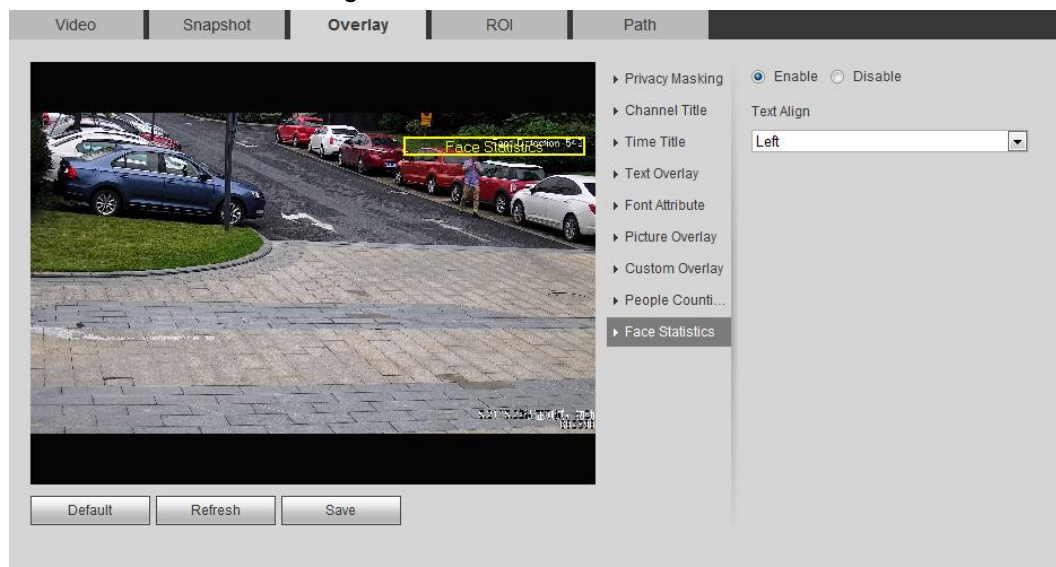 Video Snapshot Overlay ROI Path
Privacy Masking
Channel Title
Time Title
Text Overlay
Font Attribute
Picture Overlay
Custom Overlay
People Counti...
Face Statistics
Enable Disable
Text Align
Left
Face Statistics
Default Refresh Save